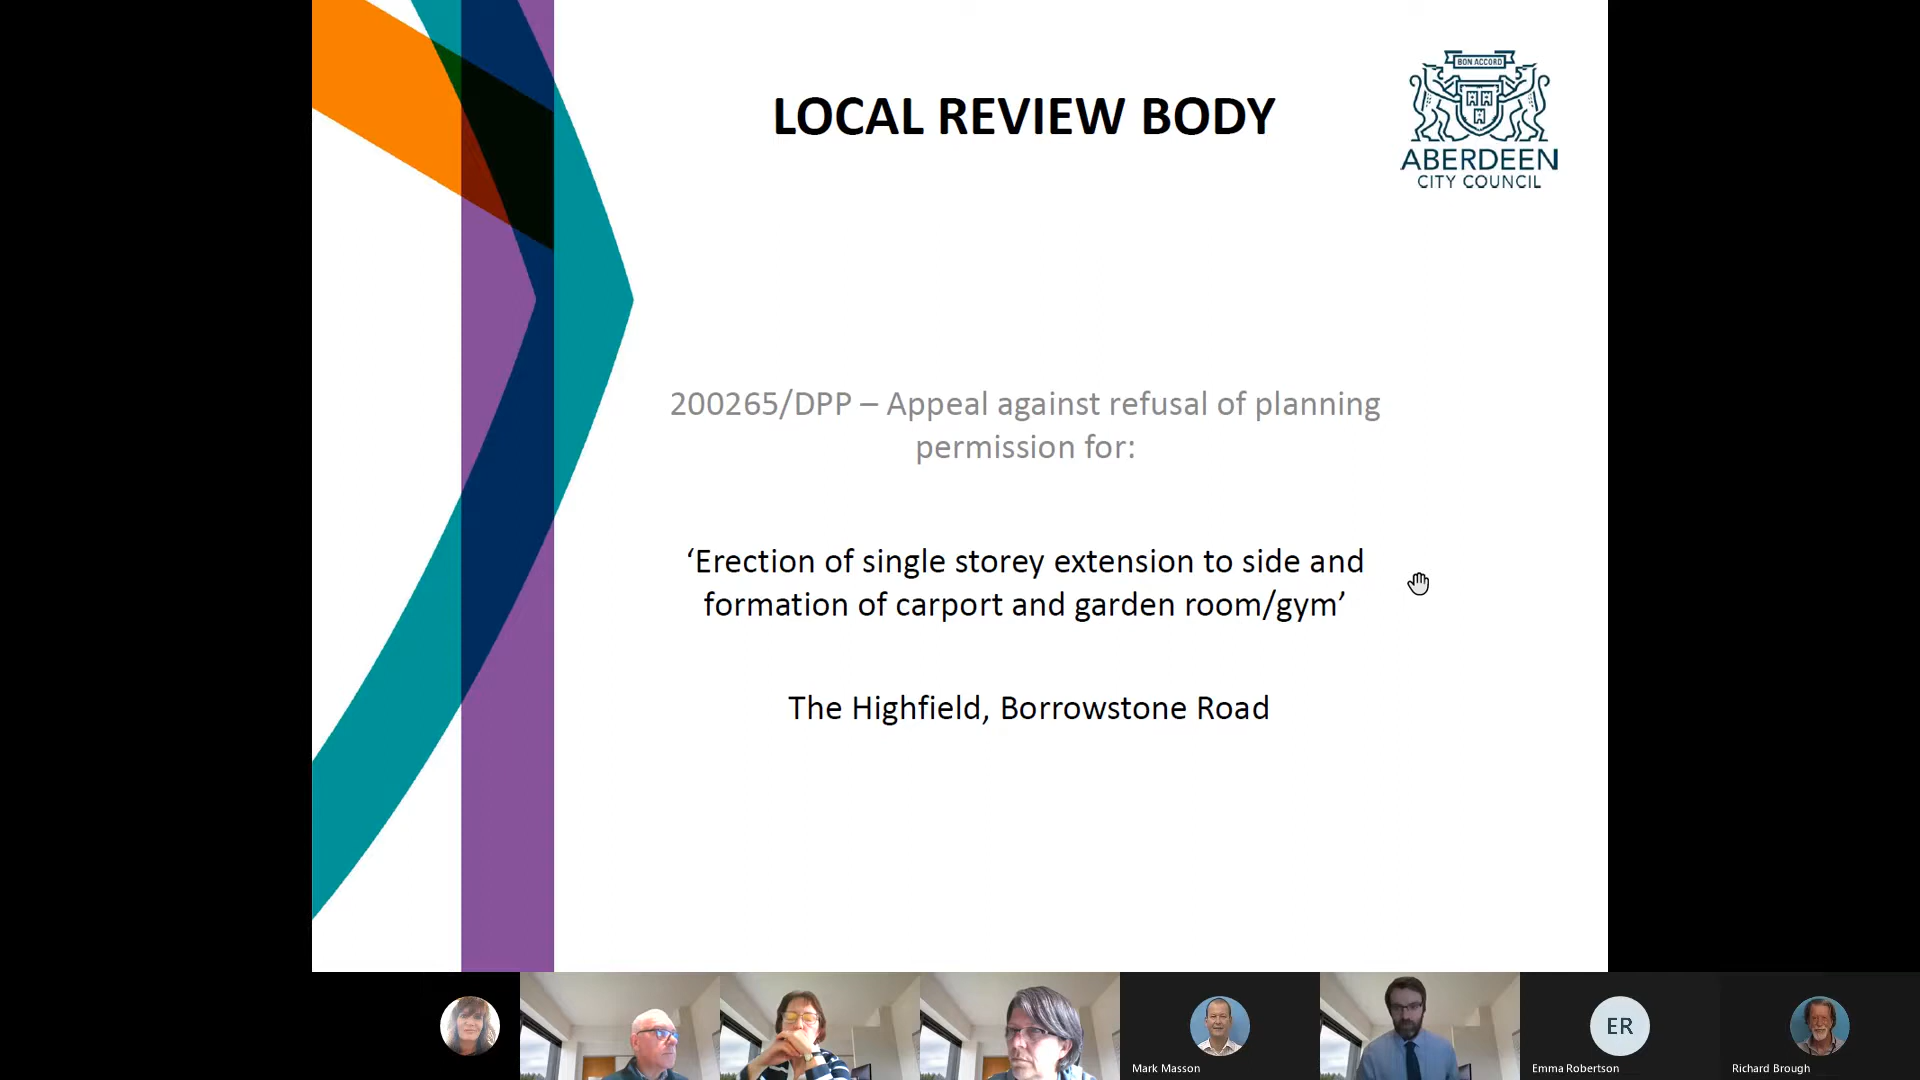 LOCAL REVIEW BODY
BON ACCORD
ABERDEEN
CITY COUNCIL
200265/DPP – Appeal against refusal of planning
permission for:
‘Erection of single storey extension to side and
formation of carport and garden room/gym’
The Highfield, Borrowstone Road
Mark Masson
ER
Emma Robertson
Richard Brough